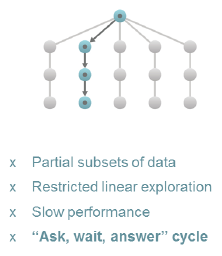 x Partial subsets of data
x Restricted linear exploration
x Slow performance
x “Ask, wait, answer” cycle